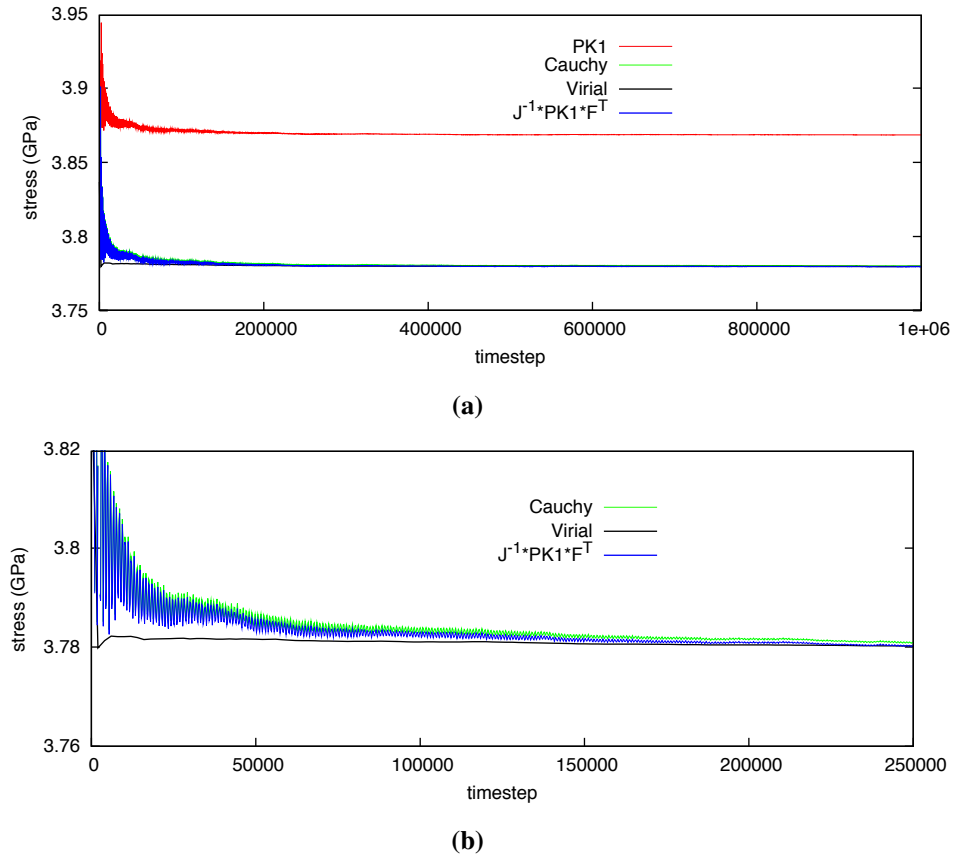 3.95
3.9
3.85
3.8
3.75
stress (GPa)
PK1
Cauchy
Virial
J^-1*PK1*F^T
0 200000 400000 600000 800000 1e+06
timestep
(a)
3.82
3.8
3.78
3.76
stress (GPa)
Cauchy
Virial
J^-1*PK1*F^T
0 50000 100000 150000 200000 250000
timestep
(b)